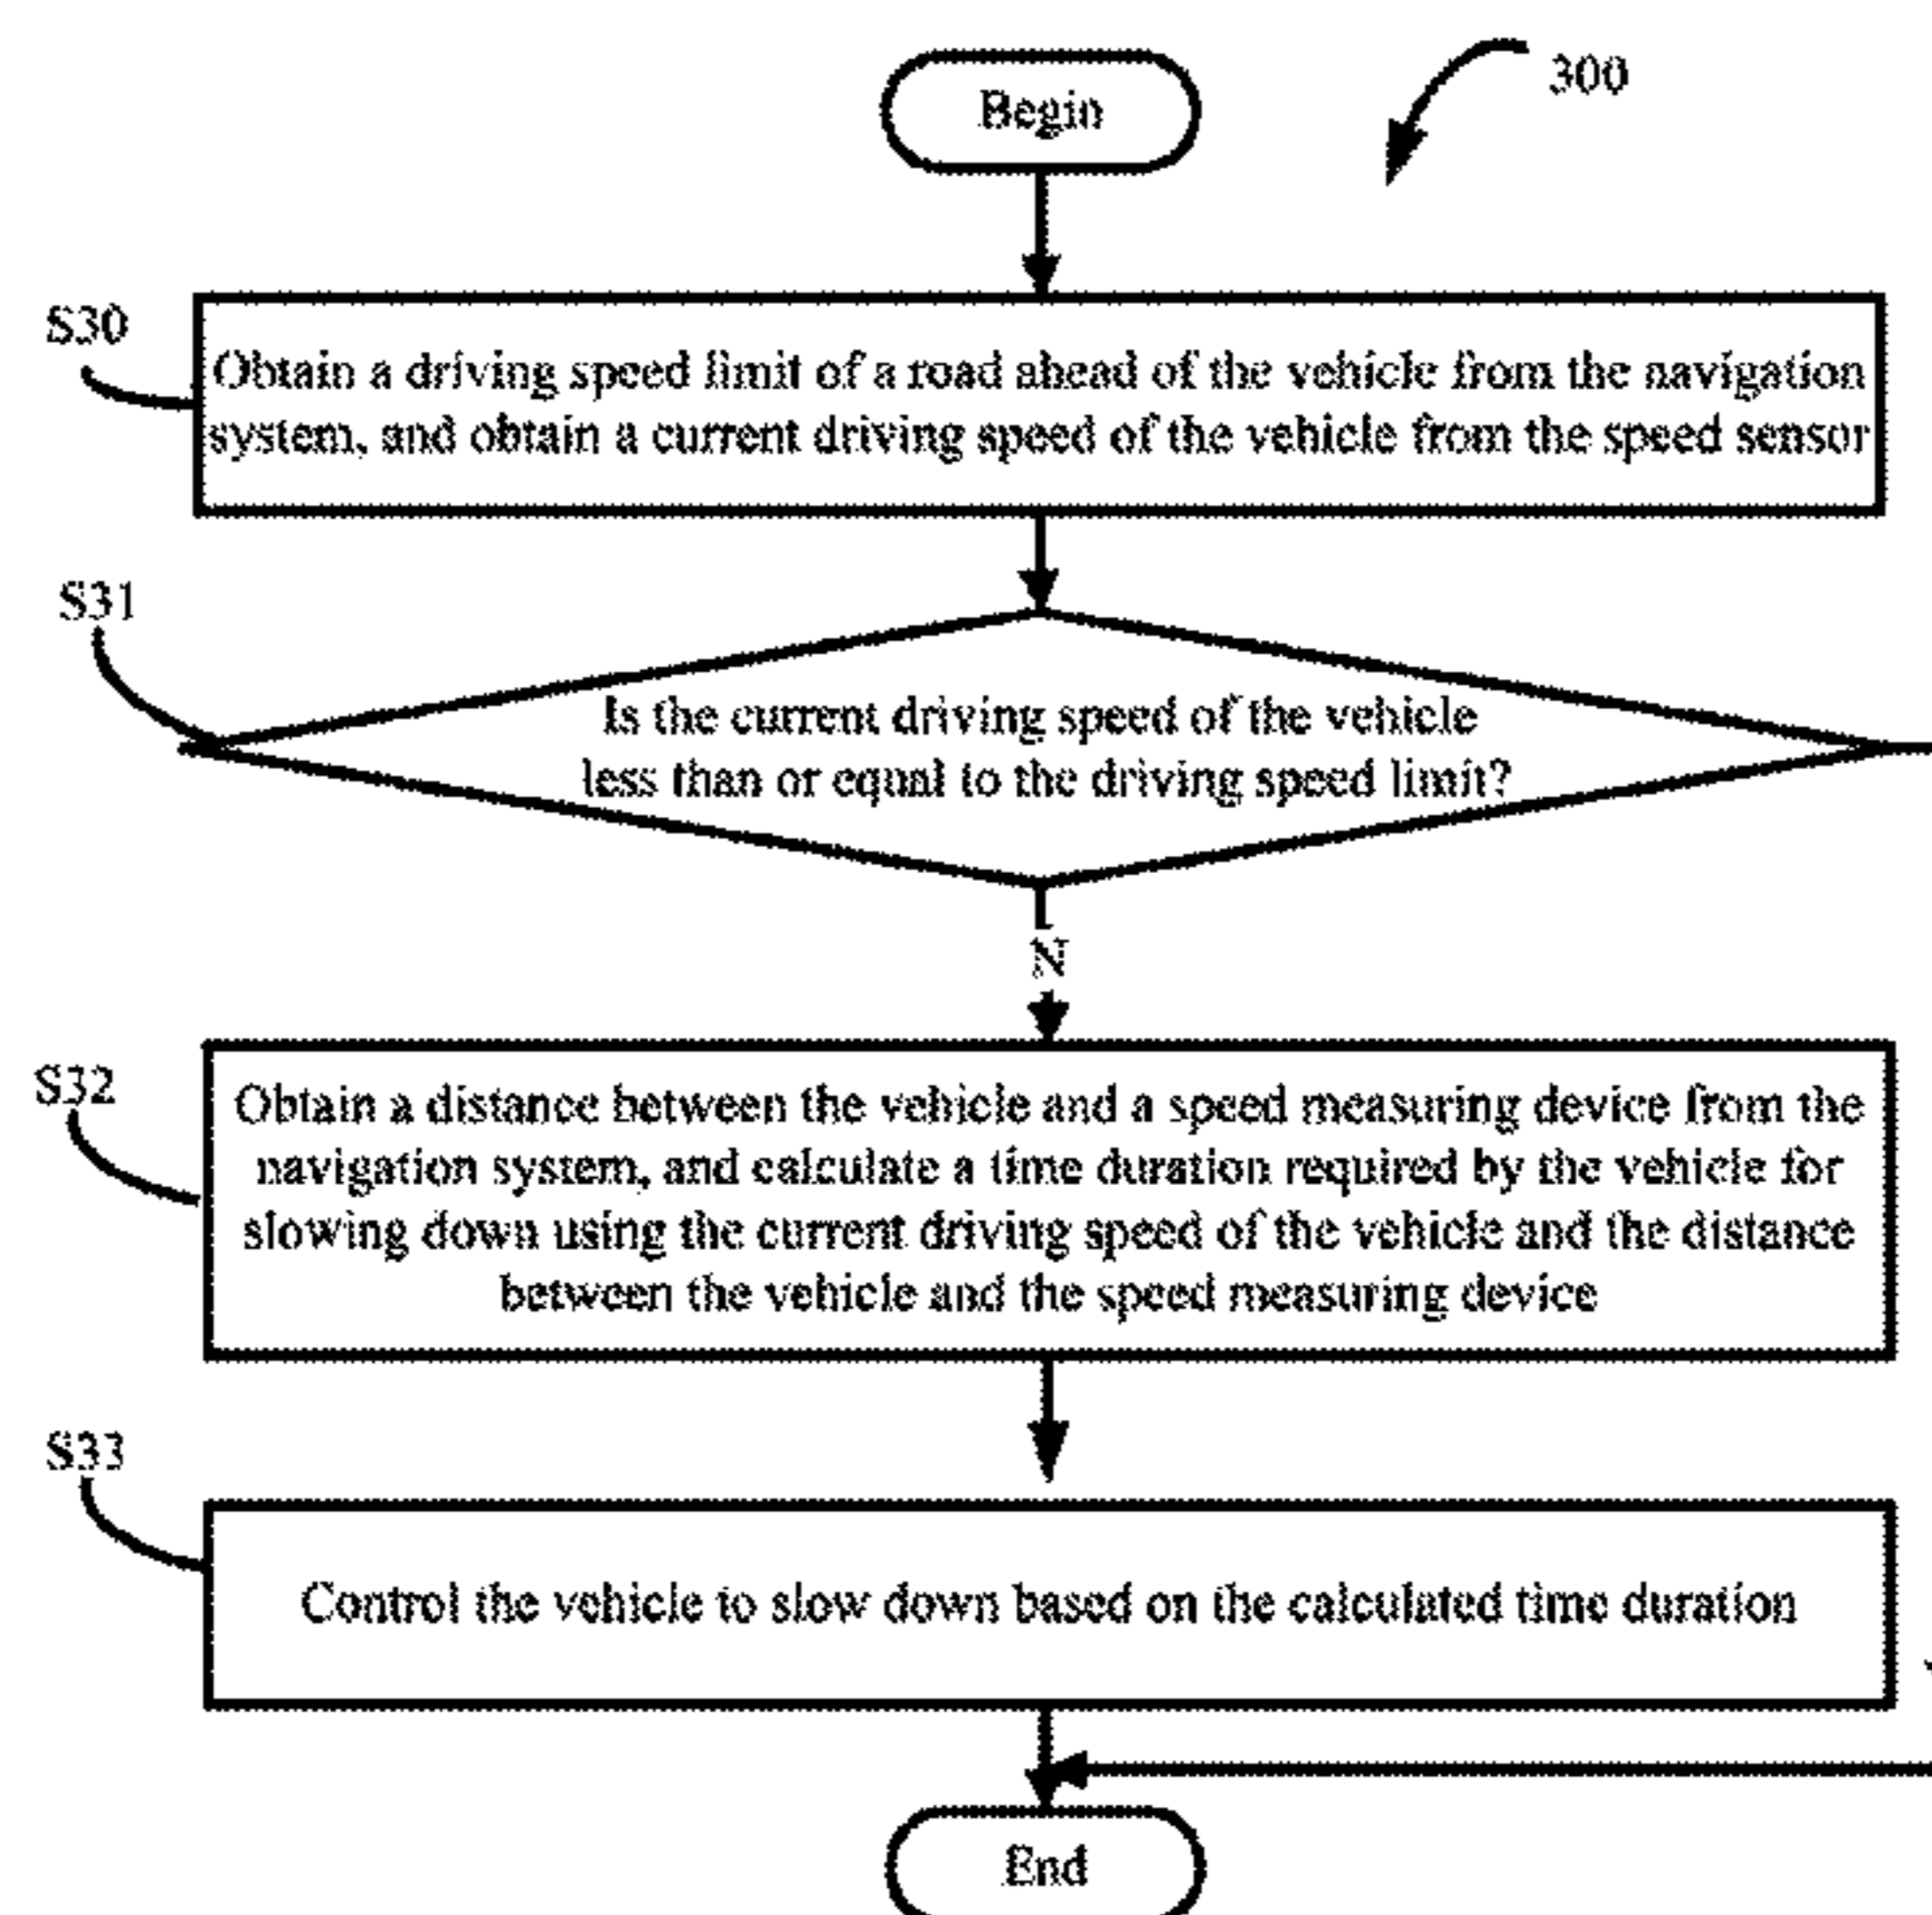 Begin
300
S30
Obtain a driving speed limit of a road ahead of the vehicle from the navigation
system, and obtain a current driving speed of the vehicle from the speed sensor
S31
Is the current driving speed of the vehicle
less than or equal to the driving speed limit?
N
S32
Obtain a distance between the vehicle and a speed measuring device from the
navigation system, and calculate a time duration required by the vehicle for
slowing down using the current driving speed of the vehicle and the distance
between the vehicle and the speed measuring device
S33
Control the vehicle to slow down based on the calculated time duration
End